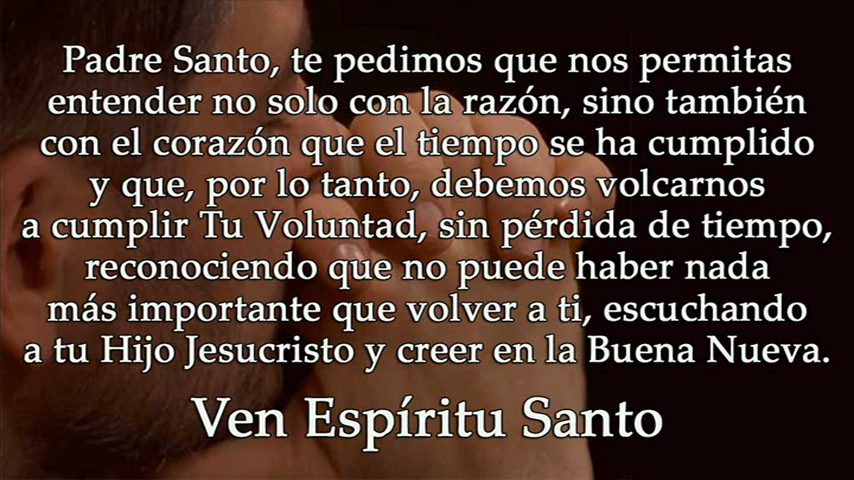 Padre Santo, te pedimos que nos permitas
entender no solo con la razón, sino también
con el corazón que el tiempo se ha cumplido
y que, por lo tanto, debemos volcarnos
a cumplir Tu Voluntad, sin pérdida de tiempo,
reconociendo que no puede haber nada
más importante que volver a ti, escuchando
a tu Hijo Jesucristo y creer en la Buena Nueva.
Ven Espíritu Santo